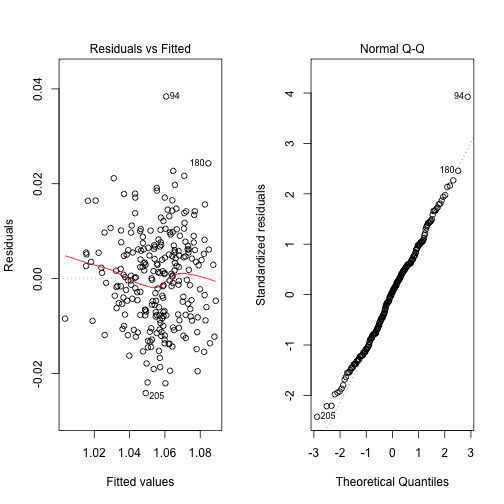 Residuals vs Fitted
Residuals
0.04
0.02
0.00
-0.02
94
180
205
1.02 1.04 1.06 1.08
Fitted values
Normal Q-Q
Standardized residuals
4
3
2
1
0
-1
-2
94
180
205
-3 -2 -1 0 1 2 3
Theoretical Quantiles